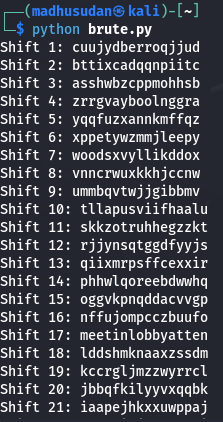 ┌──(madhusudan㉿kali)-[~]
└─$ python brute.py
Shift 1: cuujydberroqjjud
Shift 2: bttixcadqqnpiitc
Shift 3: asshwbzcppmohhsb
Shift 4: zrrgvayboolnggra
Shift 5: yqqfuzxannkmffqz
Shift 6: xppetywzmmjleepy
Shift 7: woodsxvyllikddox
Shift 8: vnncrwuxkkhjccnw
Shift 9: ummbqvtwjjgibbmv
Shift 10: tllapusviifhaalu
Shift 11: skkzotruhhegzzkt
Shift 12: rjjynsqtggdfyyjs
Shift 13: qiixmrpsffcexxir
Shift 14: phhwlqoreebdwwhq
Shift 15: oggvkpnqddacvvgp
Shift 16: nffujompcczbuufo
Shift 17: meetinlobbyatten
Shift 18: lddshmknaaxzssdm
Shift 19: kccrgljmzzwyrrcl
Shift 20: jbbqfkilyyvxqqbk
Shift 21: iaapejhkxxuwppaj